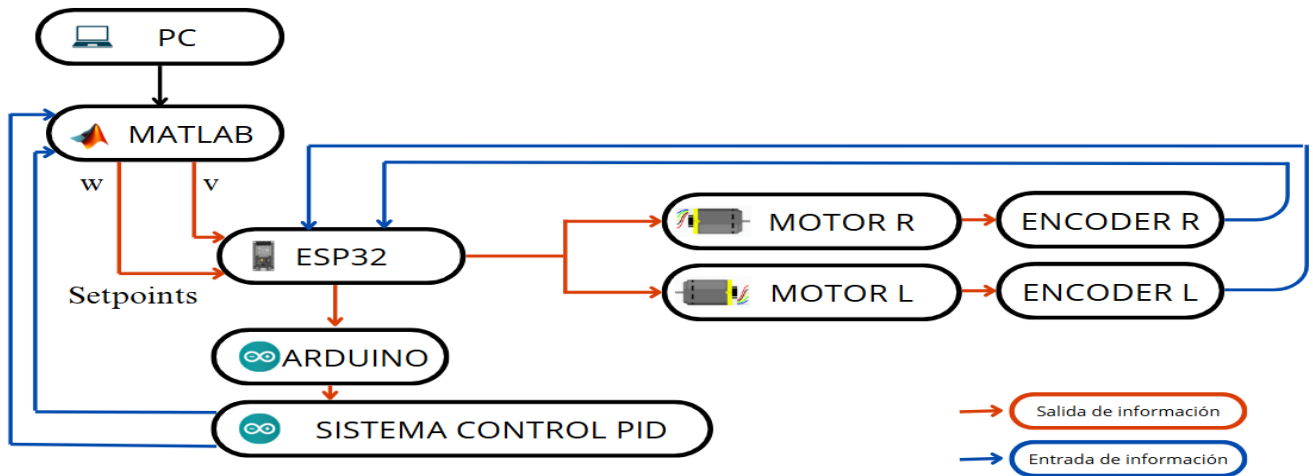 PC
MATLAB
w
v
Setpoints
ESP32
MOTOR R
ENCODER R
MOTOR L
ENCODER L
ARDUINO
SISTEMA CONTROL PID
Salida de información
Entrada de información